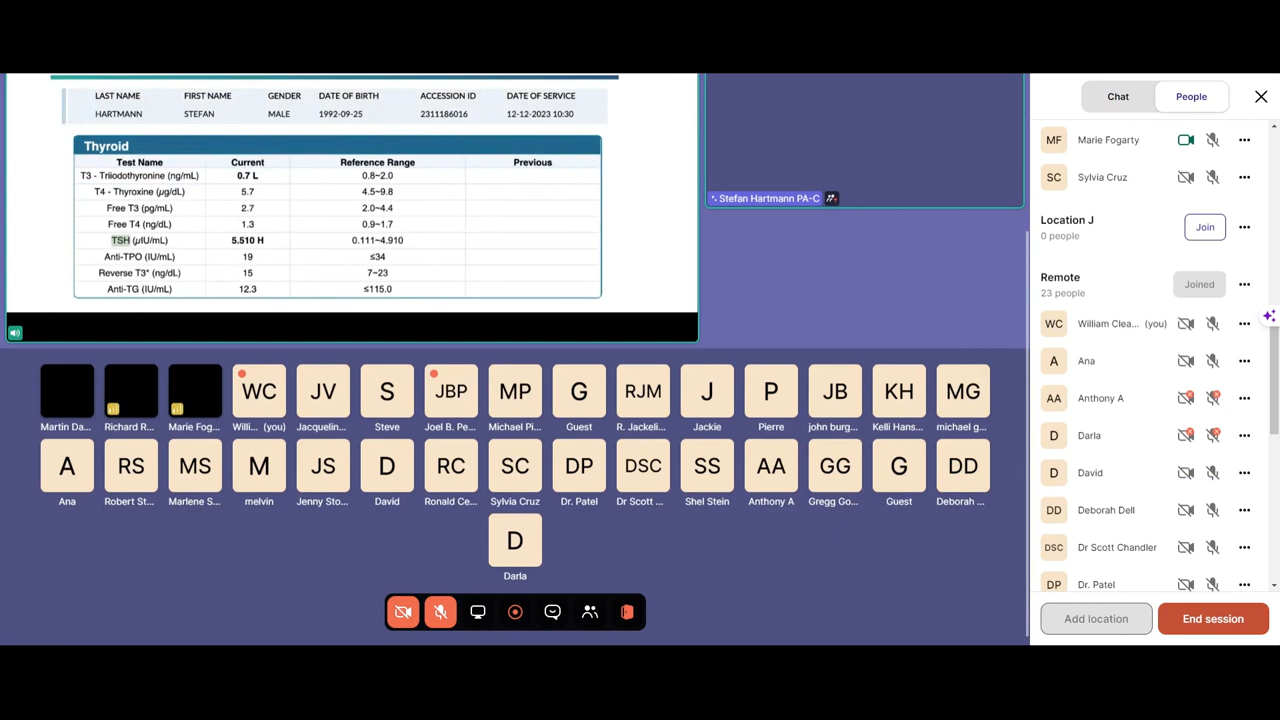 LAST NAME FIRST NAME GENDER DATE OF BIRTH ACCESSION ID DATE OF SERVICE
HARTMANN STEFAN MALE 1992-09-25 2311186016 12-12-2023 10:30
Thyroid
Test Name Current Reference Range Previous
T3 - Triiodothyronine (ng/mL) 0.7 L 0.8~2.0
T4 - Thyroxine (µg/dL) 5.7 4.5~9.8
Free T3 (pg/mL) 2.7 2.0~4.4
Free T4 (ng/dL) 1.3 0.9~1.7
TSH (µIU/mL) 5.510 H 0.111~4.910
Anti-TPO (IU/mL) 19 ≤34
Reverse T3* (ng/dL) 15 7~23
Anti-TG (IU/mL) 12.3 ≤115.0
Stefan Hartmann PA-C
WC JV S JBP MP G RJM J P JB KH MG
Martin Da... Richard R... Marie Fog... Willi... (you) Jacquelin... Steve Joel B. Pe... Michael Pi... Guest R. Jackeli... Jackie Pierre john burg... Kelli Hans... michael g...
A RS MS M JS D RC SC DP DSC SS AA GG G DD
Ana Robert St... Marlene S... melvin Jenny Sto... David Ronald Ce... Sylvia Cruz Dr. Patel Dr Scott ... Shel Stein Anthony A Gregg Go... Guest Deborah ...
D
Darla
Chat People
MF Marie Fogarty
SC Sylvia Cruz
Location J
0 people
Join
Remote
23 people
Joined
WC William Clea... (you)
A Ana
AA Anthony A
D Darla
D David
DD Deborah Dell
DSC Dr Scott Chandler
DP Dr. Patel
Add location End session